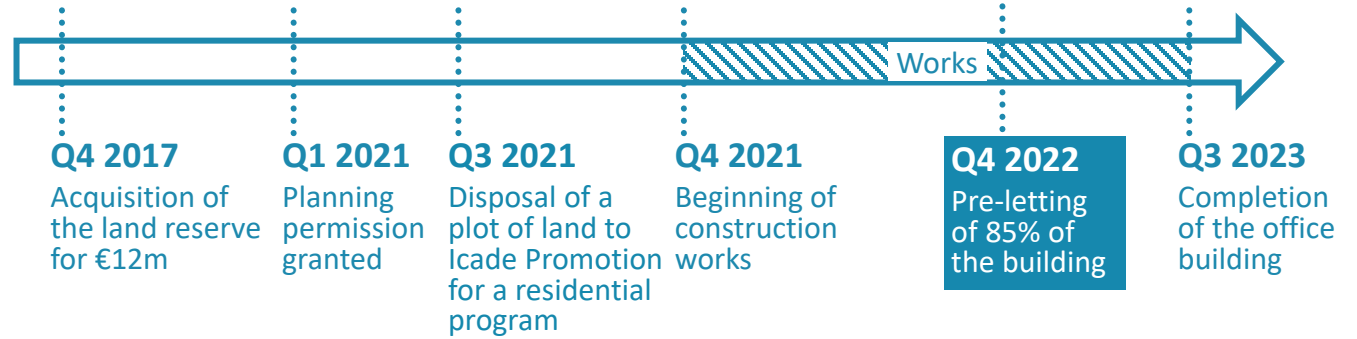 Works
Q4 2017
Acquisition of
the land reserve
for €12m
Q1 2021
Planning
permission
granted
Q3 2021
Disposal of a
plot of land to
Icade Promotion
for a residential
program
Q4 2021
Beginning of
construction
works
Q4 2022
Pre-letting
of 85% of
the building
Q3 2023
Completion
of the office
building